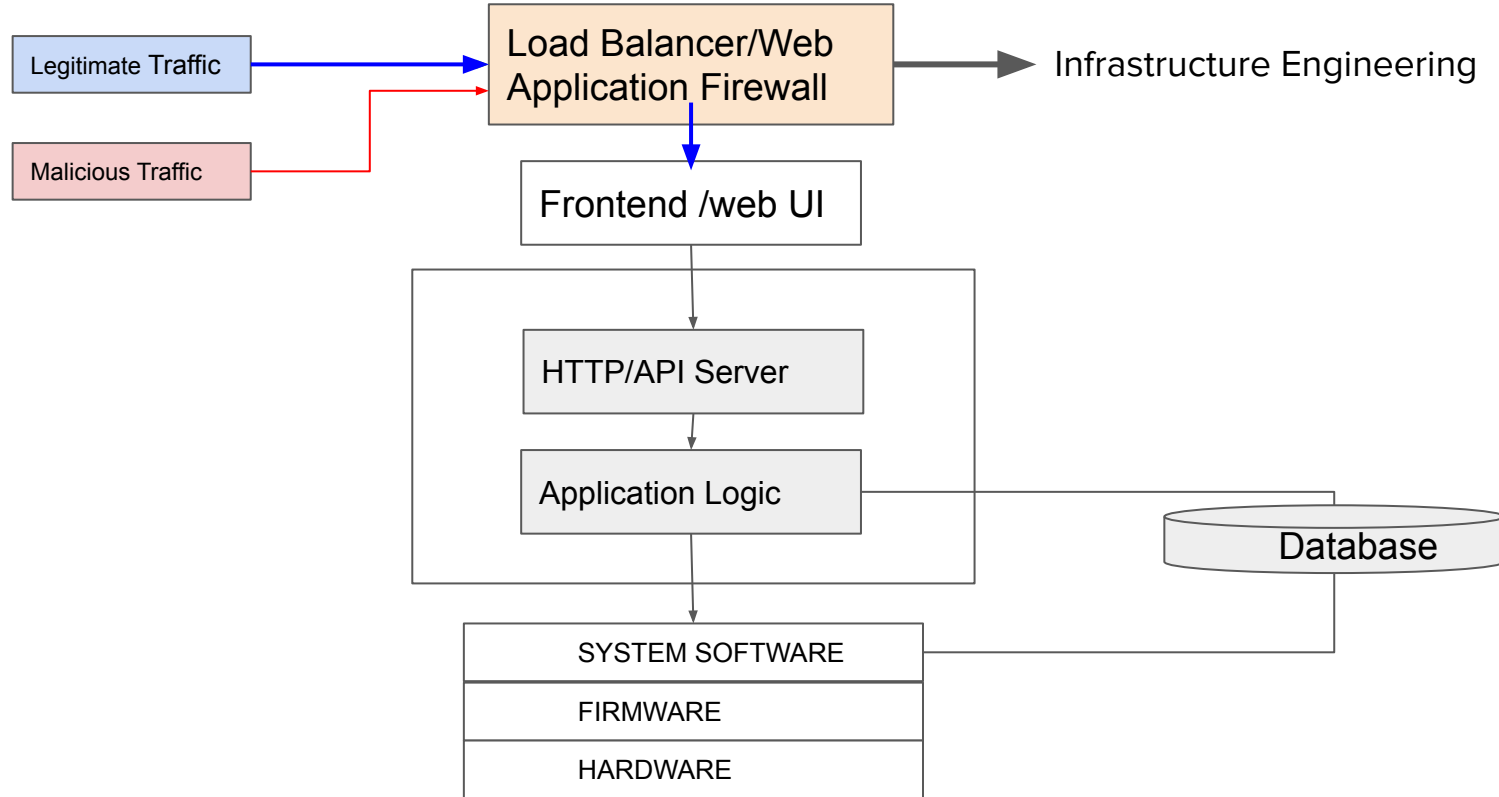 Legitimate Traffic
Load Balancer/Web
Application Firewall
Infrastructure Engineering
Malicious Traffic
Frontend /web UI
HTTP/API Server
Application Logic
Database
SYSTEM SOFTWARE
FIRMWARE
HARDWARE